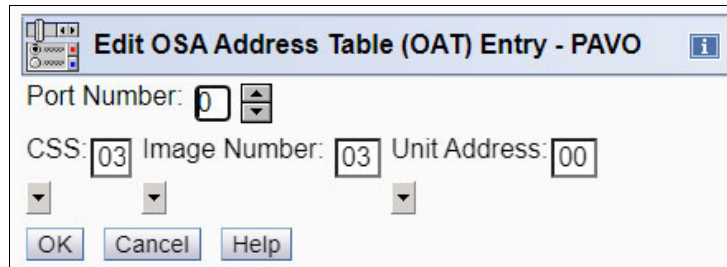 Edit OSA Address Table (OAT) Entry - PAVO i
Port Number: 0
CSS: 03 Image Number: 03 Unit Address: 00
OK Cancel Help